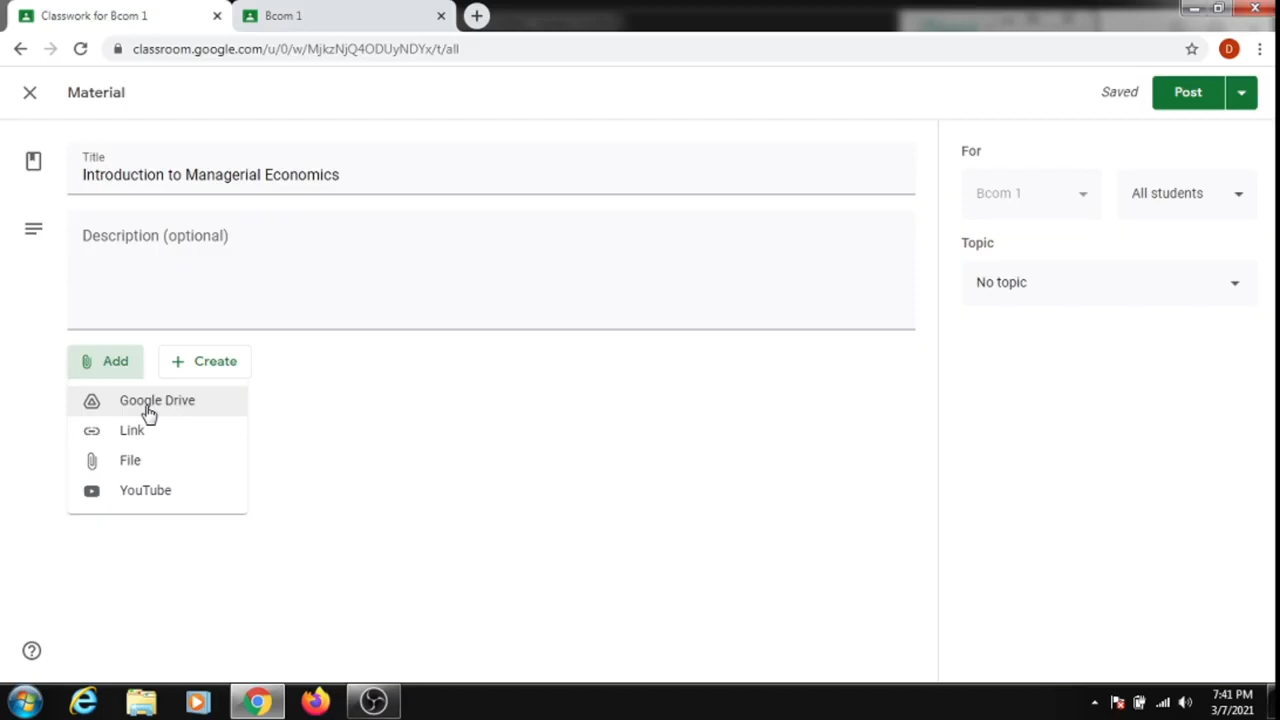 Classwork for Bcom 1
Bcom 1
classroom.google.com/u/0/w/MjkzNjQ4ODUyNDYx/t/all
D
Material
Saved
Post
Title
Introduction to Managerial Economics
Description (optional)
For
Bcom 1
All students
Topic
No topic
Add
Create
Google Drive
Link
File
YouTube
7:41 PM
3/7/2021